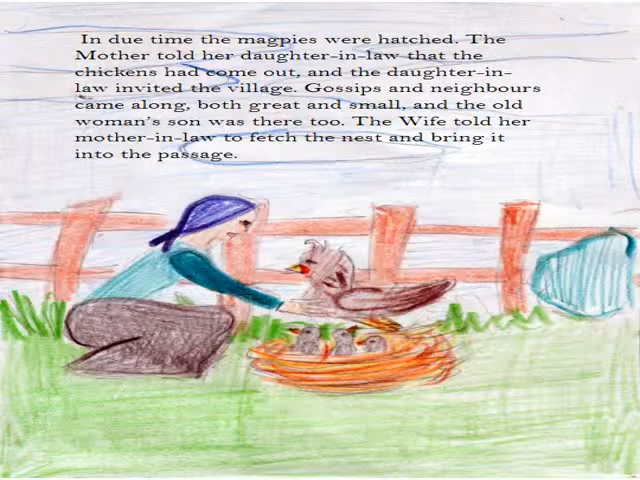 In due time the magpies were hatched. The
Mother told her daughter-in-law that the
chickens had come out, and the daughter-in-
law invited the village. Gossips and neighbours
came along, both great and small, and the old
woman's son was there too. The Wife told her
mother-in-law to fetch the nest and bring it
into the passage.